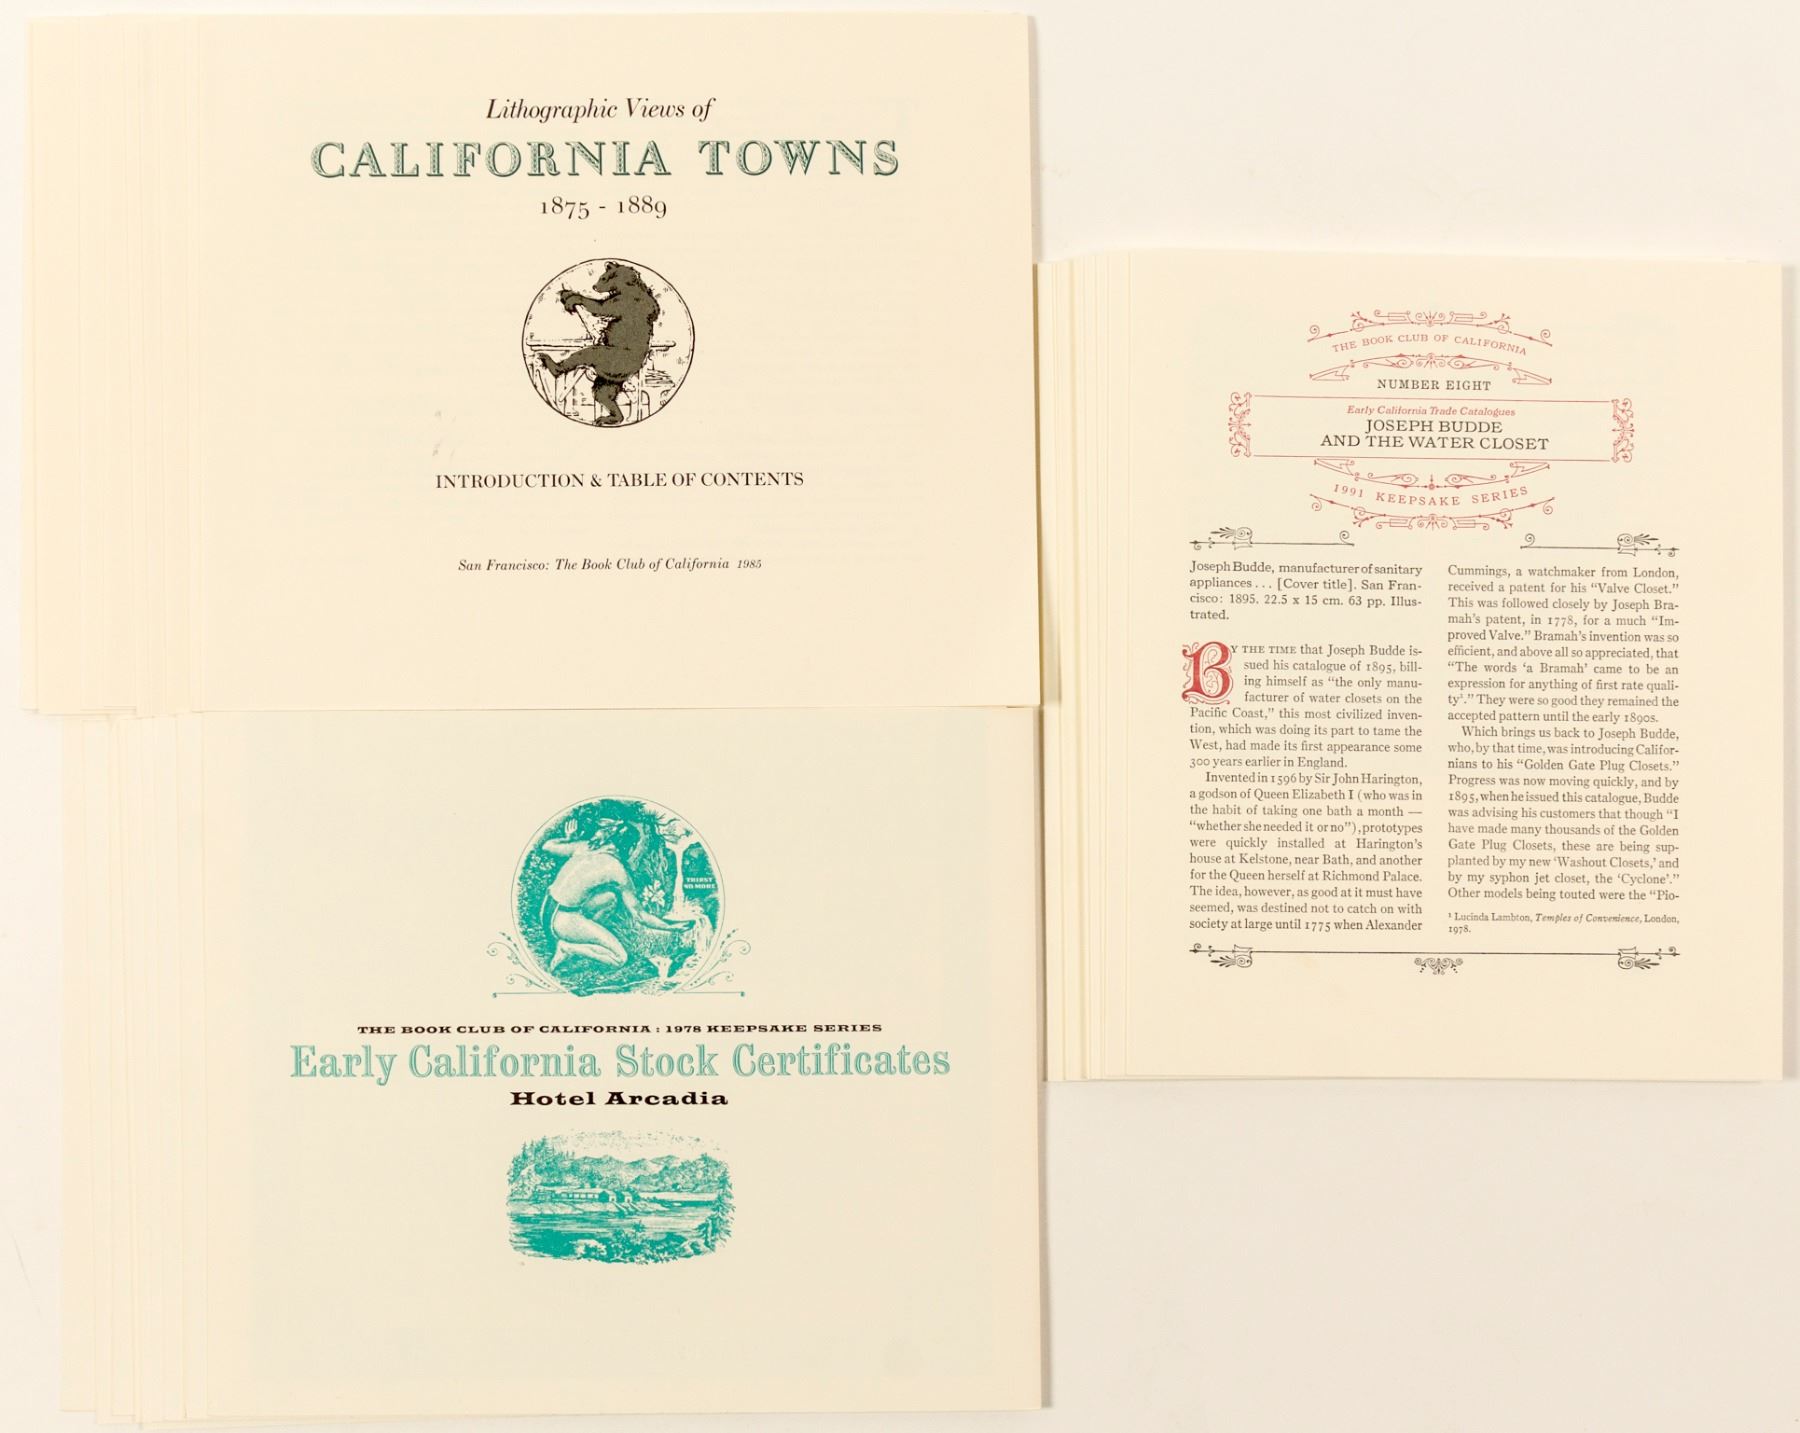 Lithographic Views of
CALIFORNIA TOWNS
1875 - 1889
INTRODUCTION & TABLE OF CONTENTS
San Francisco: The Book Club of California 1985
THIRST
NO MORE
THE BOOK CLUB OF CALIFORNIA : 1978 KEEPSAKE SERIES
Early California Stock Certificates
Hotel Arcadia
THE BOOK CLUB OF CALIFORNIA
NUMBER EIGHT
Early California Trade Catalogues
JOSEPH BUDDE
AND THE WATER CLOSET
1991 KEEPSAKE SERIES
Joseph Budde, manufacturer of sanitary
appliances . . . [Cover title]. San Fran-
cisco: 1895. 22.5 x 15 cm. 63 pp. Illus-
trated.
BY THE TIME that Joseph Budde is-
sued his catalogue of 1895, bill-
ing himself as “the only manu-
facturer of water closets on the
Pacific Coast,” this most civilized inven-
tion, which was doing its part to tame the
West, had made its first appearance some
300 years earlier in England.
Invented in 1596 by Sir John Harington,
a godson of Queen Elizabeth I (who was in
the habit of taking one bath a month —
“whether she needed it or no”), prototypes
were quickly installed at Harington’s
house at Kelstone, near Bath, and another
for the Queen herself at Richmond Palace.
The idea, however, as good at it must have
seemed, was destined not to catch on with
society at large until 1775 when Alexander
Cummings, a watchmaker from London,
received a patent for his “Valve Closet.”
This was followed closely by Joseph Bra-
mah’s patent, in 1778, for a much “Im-
proved Valve.” Bramah’s invention was so
efficient, and above all so appreciated, that
“The words ‘a Bramah’ came to be an
expression for anything of first rate quali-
ty¹.” They were so good they remained the
accepted pattern until the early 1890s.
Which brings us back to Joseph Budde,
who, by that time, was introducing Califor-
nians to his “Golden Gate Plug Closets.”
Progress was now moving quickly, and by
1895, when he issued this catalogue, Budde
was advising his customers that though “I
have made many thousands of the Golden
Gate Plug Closets, these are being sup-
planted by my new ‘Washout Closets,’ and
by my syphon jet closet, the ‘Cyclone’.”
Other models being touted were the “Pio-
¹ Lucinda Lambton, Temples of Convenience, London,
1978.